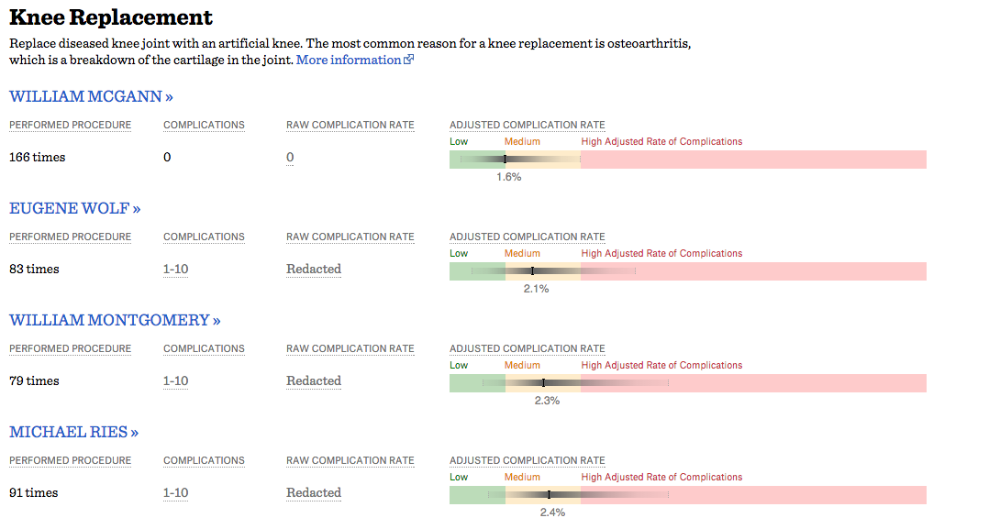 Knee Replacement
Replace diseased knee joint with an artificial knee. The most common reason for a knee replacement is osteoarthritis,
which is a breakdown of the cartilage in the joint. More information
WILLIAM MCGANN »
PERFORMED PROCEDURE COMPLICATIONS RAW COMPLICATION RATE ADJUSTED COMPLICATION RATE
Low Medium High Adjusted Rate of Complications
166 times 0 0
1.6%
EUGENE WOLF »
PERFORMED PROCEDURE COMPLICATIONS RAW COMPLICATION RATE ADJUSTED COMPLICATION RATE
Low Medium High Adjusted Rate of Complications
83 times 1-10 Redacted
2.1%
WILLIAM MONTGOMERY »
PERFORMED PROCEDURE COMPLICATIONS RAW COMPLICATION RATE ADJUSTED COMPLICATION RATE
Low Medium High Adjusted Rate of Complications
79 times 1-10 Redacted
2.3%
MICHAEL RIES »
PERFORMED PROCEDURE COMPLICATIONS RAW COMPLICATION RATE ADJUSTED COMPLICATION RATE
Low Medium High Adjusted Rate of Complications
91 times 1-10 Redacted
2.4%